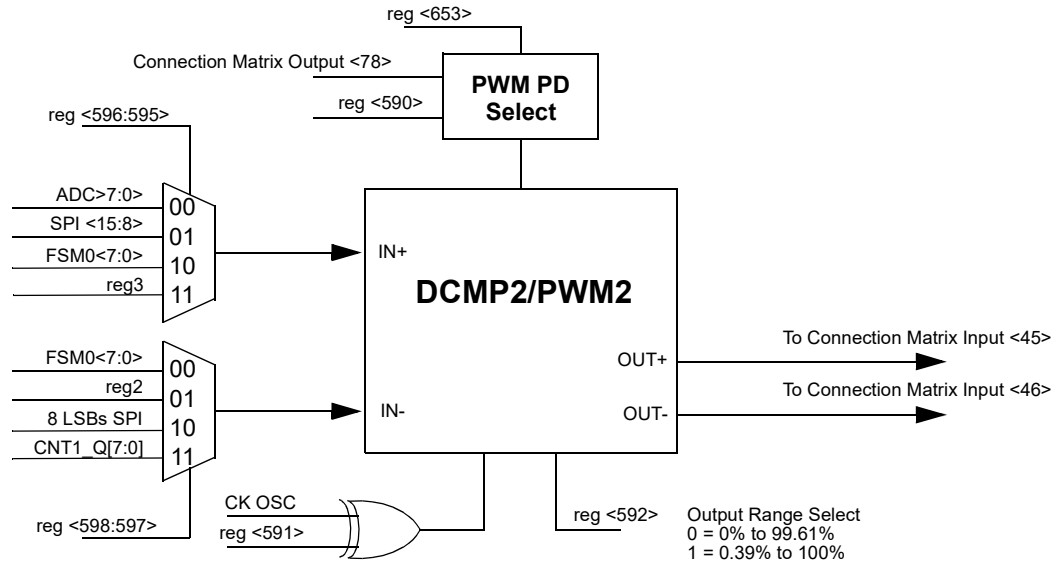 reg <653>
Connection Matrix Output <78>
PWM PD
Select
reg <590>
reg <596:595>
ADC>7:0>
00
SPI <15:8>
01
FSM0<7:0>
10
reg3
11
IN+
DCMP2/PWM2
FSM0<7:0>
00
reg2
01
8 LSBs SPI
10
CNT1_Q[7:0]
11
IN-
OUT+
To Connection Matrix Input <45>
OUT-
To Connection Matrix Input <46>
reg <598:597>
CK OSC
reg <591>
reg <592>
Output Range Select
0 = 0% to 99.61%
1 = 0.39% to 100%